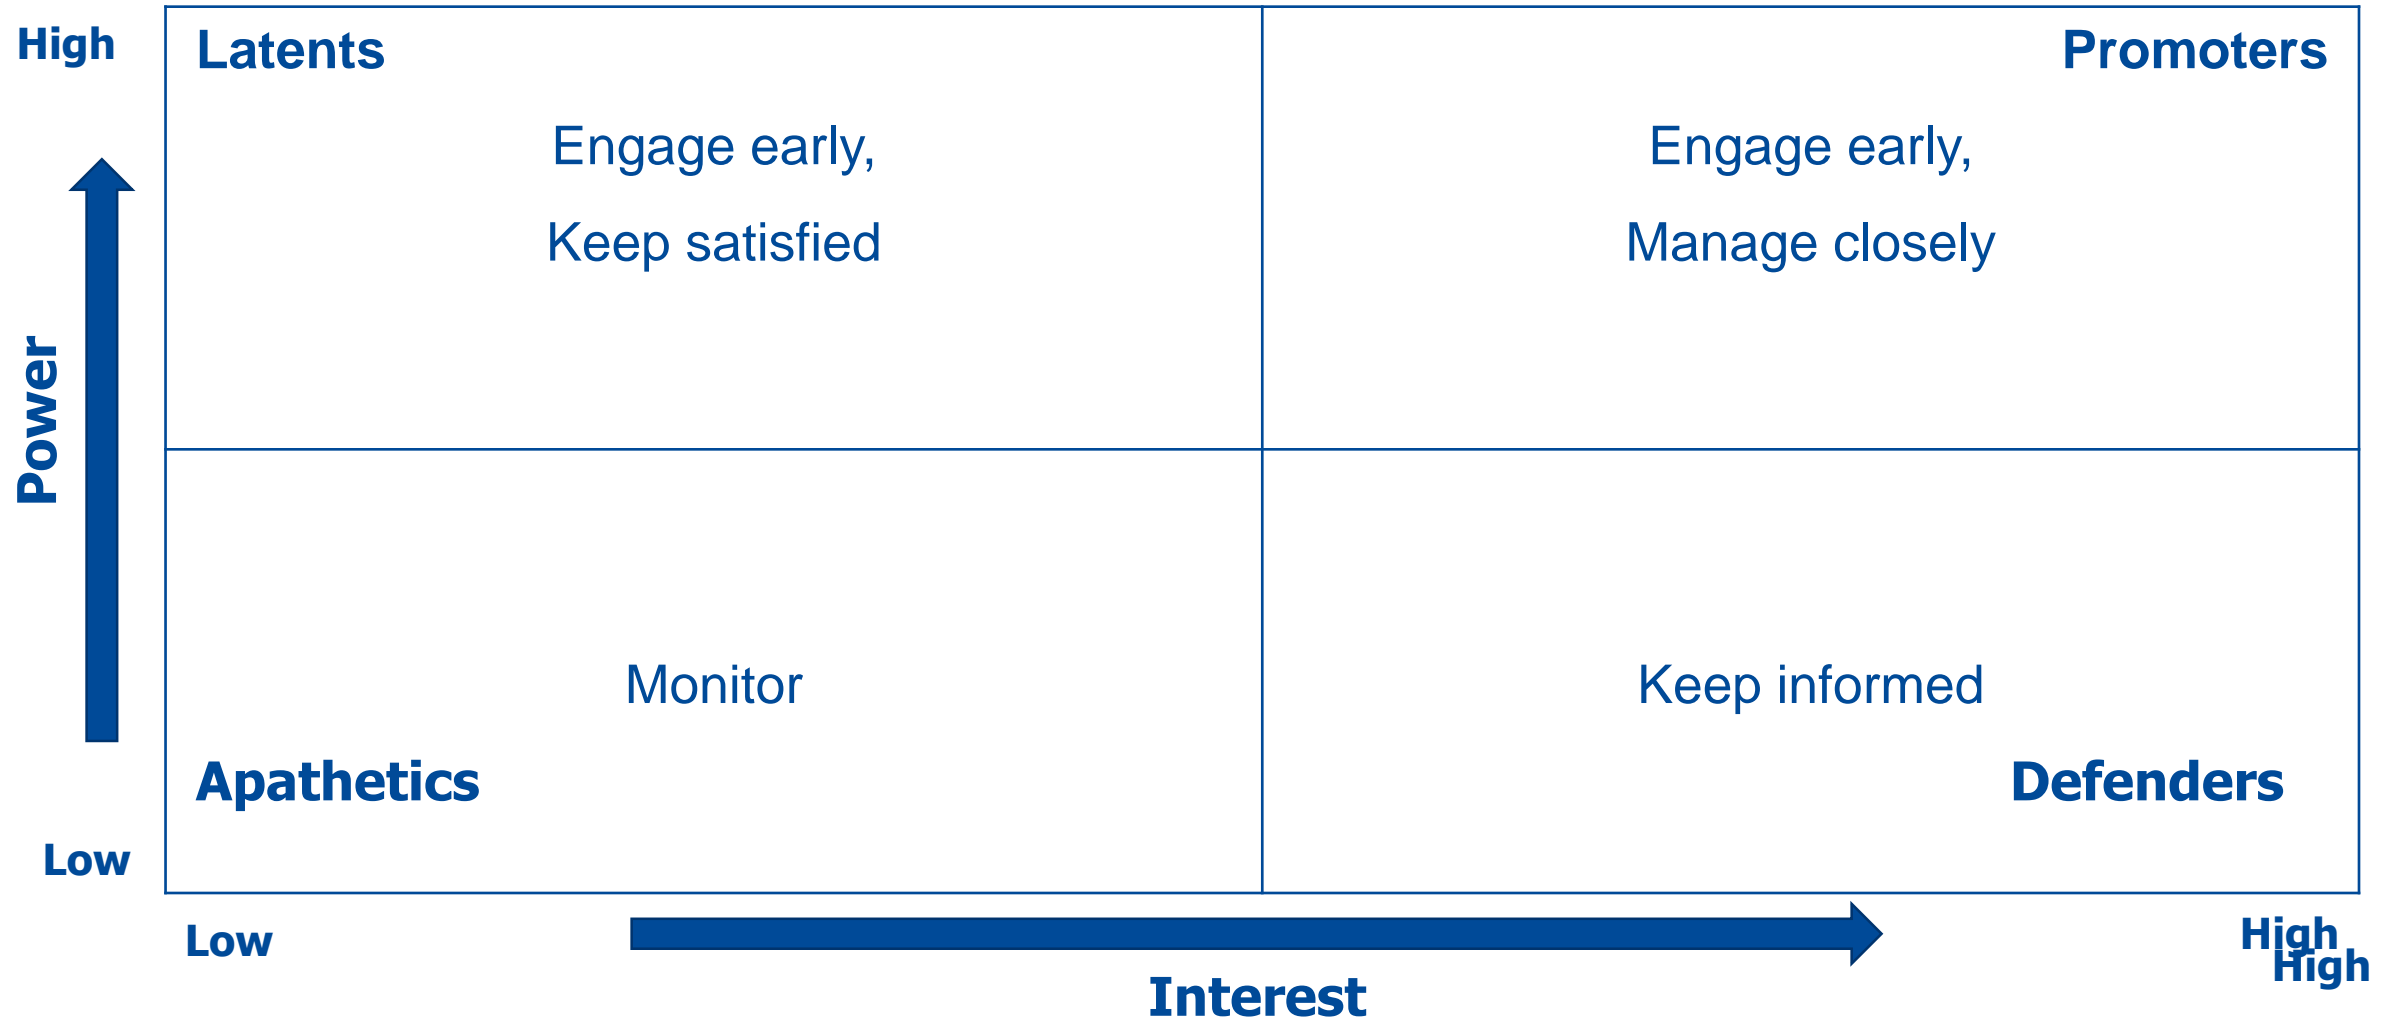 High
Latents
Promoters
Engage early,
Keep satisfied
Engage early,
Manage closely
Power
Monitor
Keep informed
Apathetics
Defenders
Low
Low
High
High
Interest